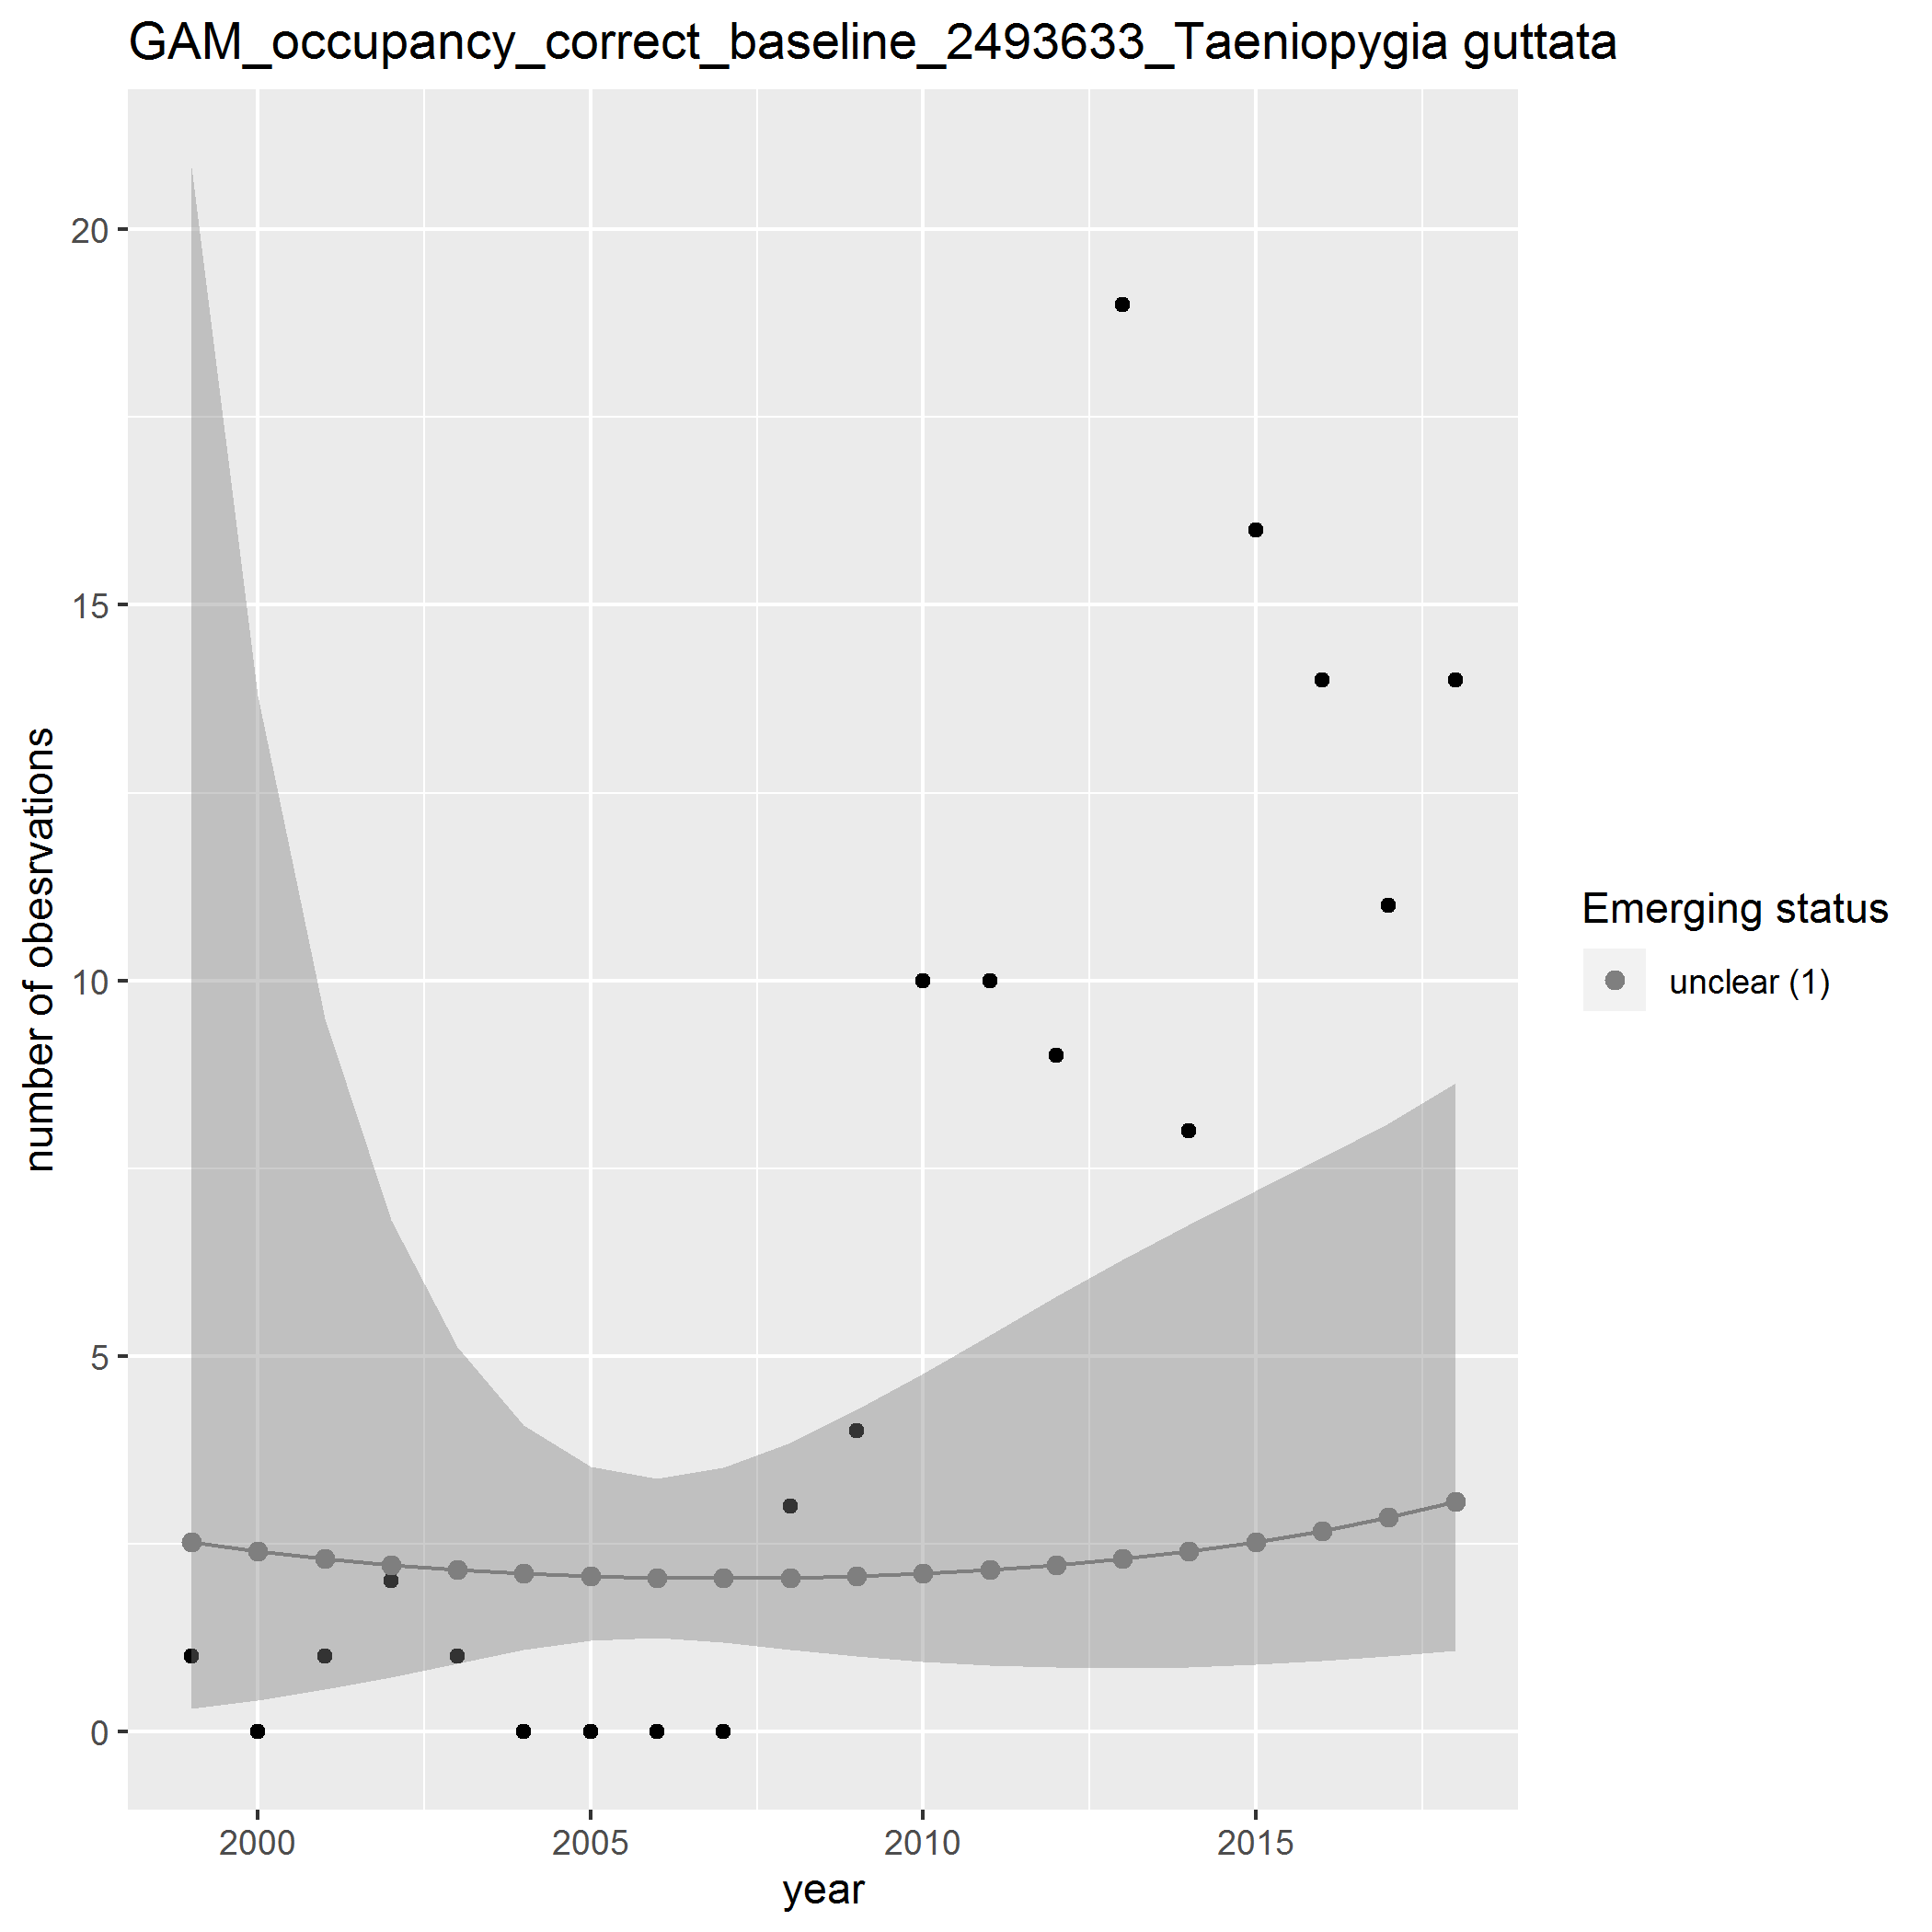 GAM_occupancy_correct_baseline_2493633_Taeniopygia guttata
20
15
10
5
0
number of obesrvations
2000 2005 2010 2015
year
Emerging status
unclear (1)